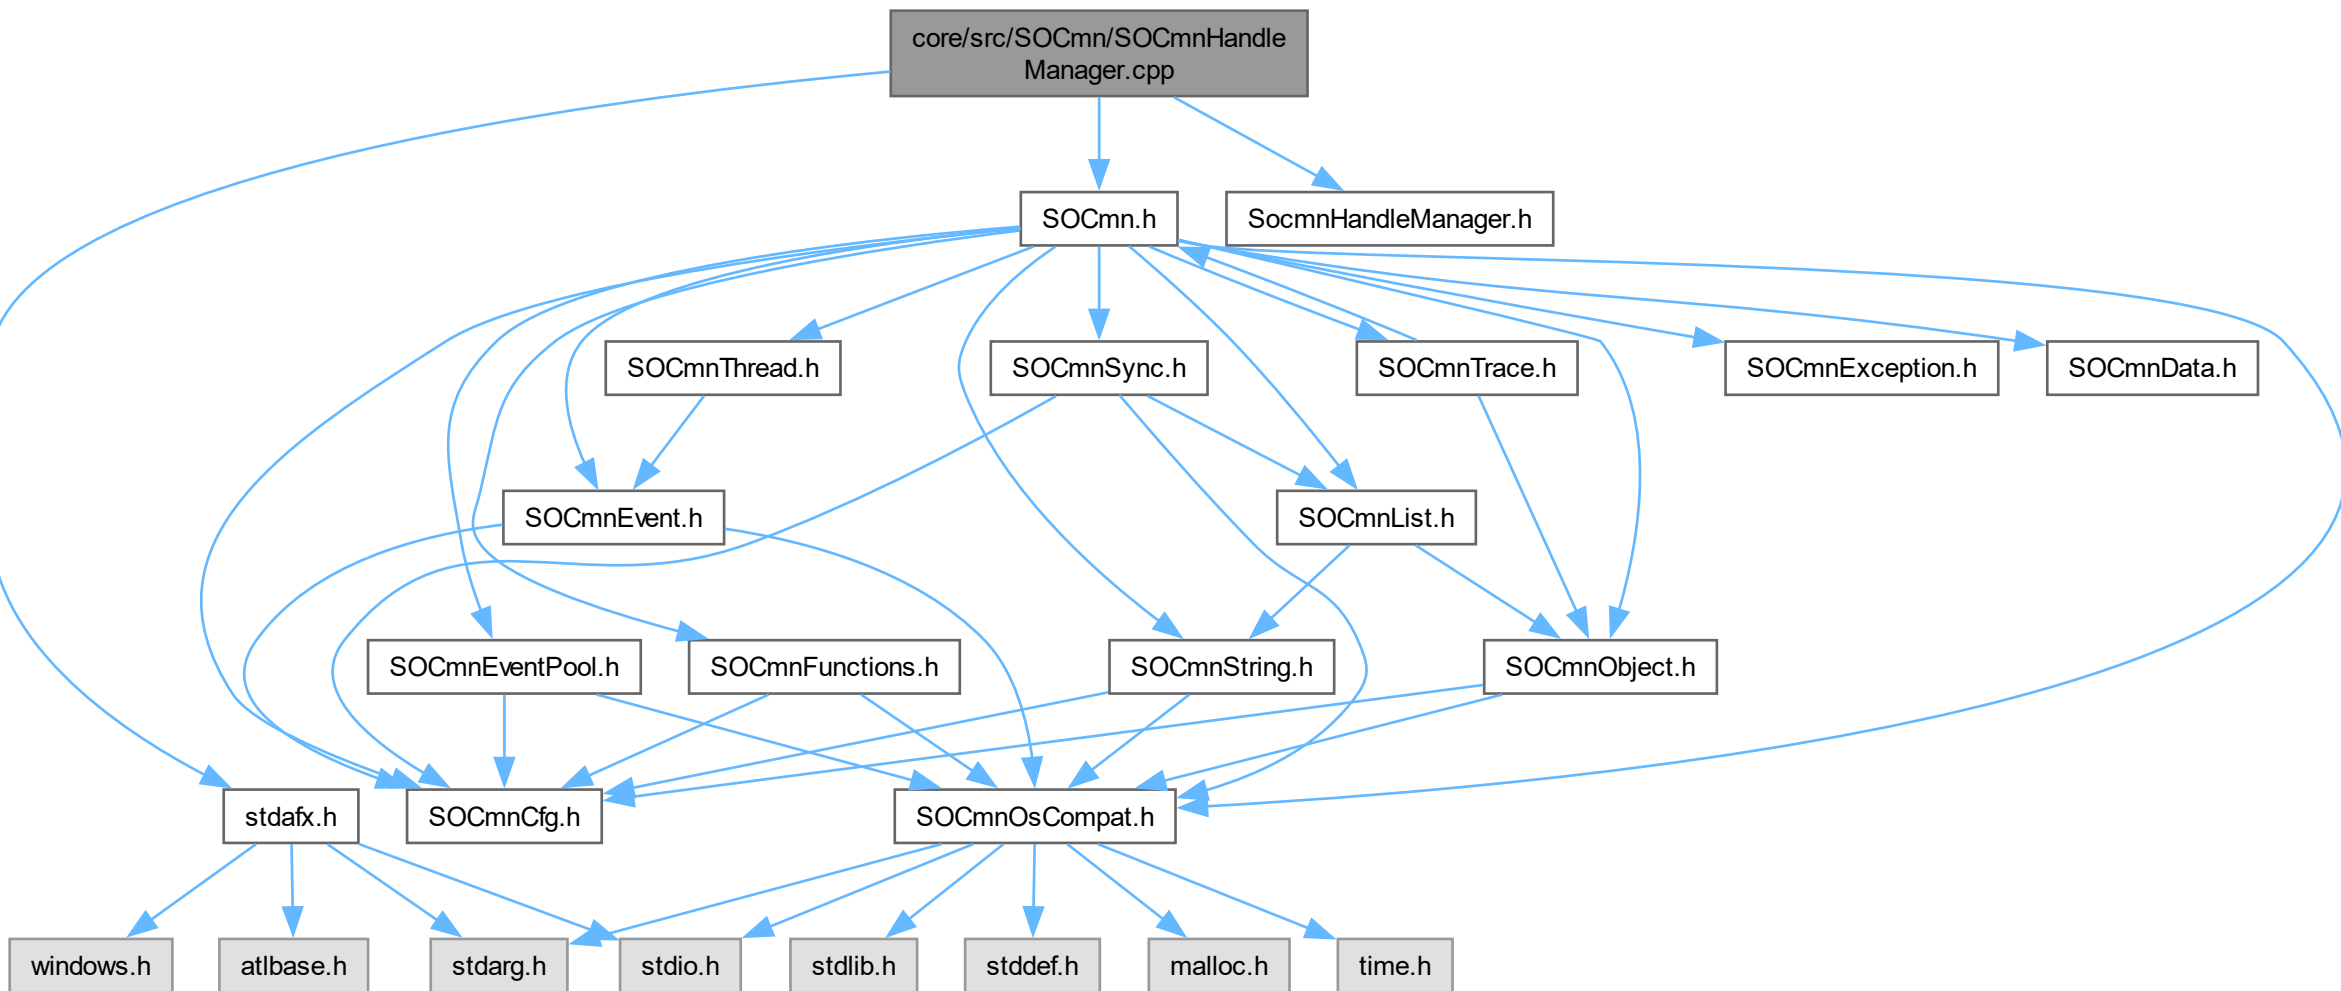 core/src/SOCmn/SOCmnHandle
Manager.cpp
SOCmn.h
SocmnHandleManager.h
SOCmnThread.h
SOCmnSync.h
SOCmnTrace.h
SOCmnException.h
SOCmnData.h
SOCmnEvent.h
SOCmnList.h
SOCmnEventPool.h
SOCmnFunctions.h
SOCmnString.h
SOCmnObject.h
stdafx.h
SOCmnCfg.h
SOCmnOsCompat.h
windows.h
atlbase.h
stdarg.h
stdio.h
stdlib.h
stddef.h
malloc.h
time.h